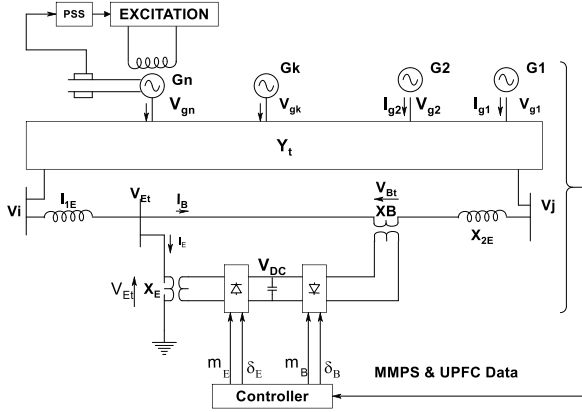 PSS
EXCITATION
Gn
Gk
G2
G1
Vgn
Vgk
Ig2
Vg2
Ig1
Vg1
Yt
Vi
I1E
VEt
IB
VBt
XB
X2E
Vj
IE
VEt
XE
VDC
mE
δE
mB
δB
MMPS & UPFC Data
Controller